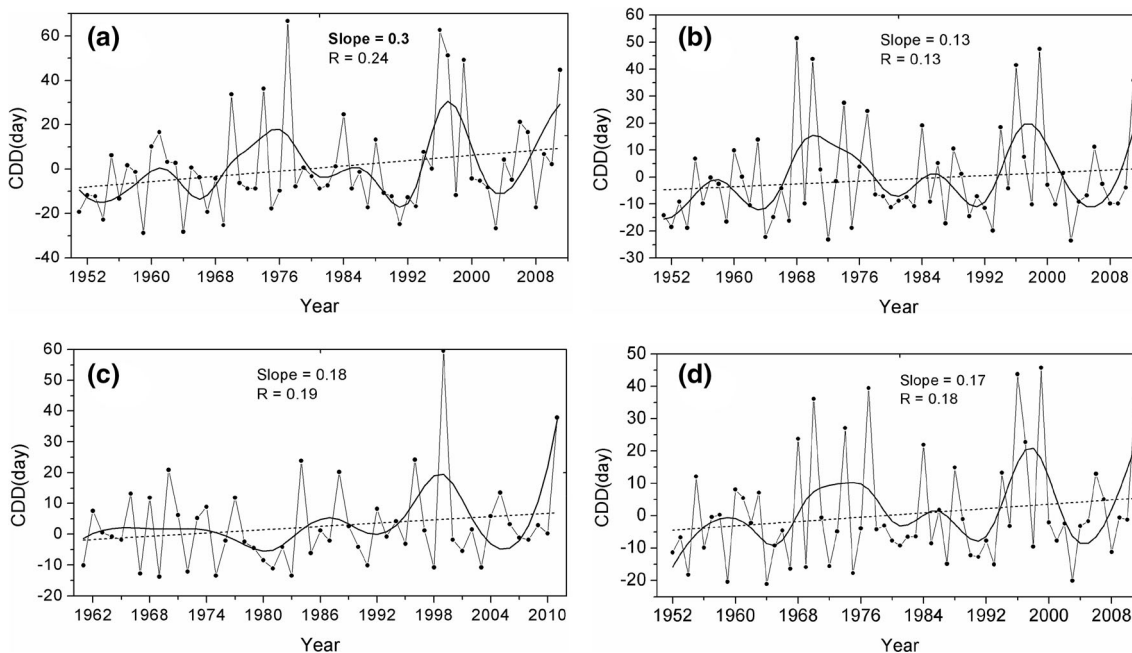 (a)
Slope = 0.3
R = 0.24
CDD(day)
60
40
20
0
-20
-40
1952 1960 1968 1976 1984 1992 2000 2008
Year
(b)
Slope = 0.13
R = 0.13
CDD(day)
60
50
40
30
20
10
0
-10
-20
-30
1952 1960 1968 1976 1984 1992 2000 2008
Year
(c)
Slope = 0.18
R = 0.19
CDD(day)
60
50
40
30
20
10
0
-10
-20
1962 1968 1974 1980 1986 1992 1998 2004 2010
Year
(d)
Slope = 0.17
R = 0.18
CDD(day)
50
40
30
20
10
0
-10
-20
1952 1960 1968 1976 1984 1992 2000 2008
Year